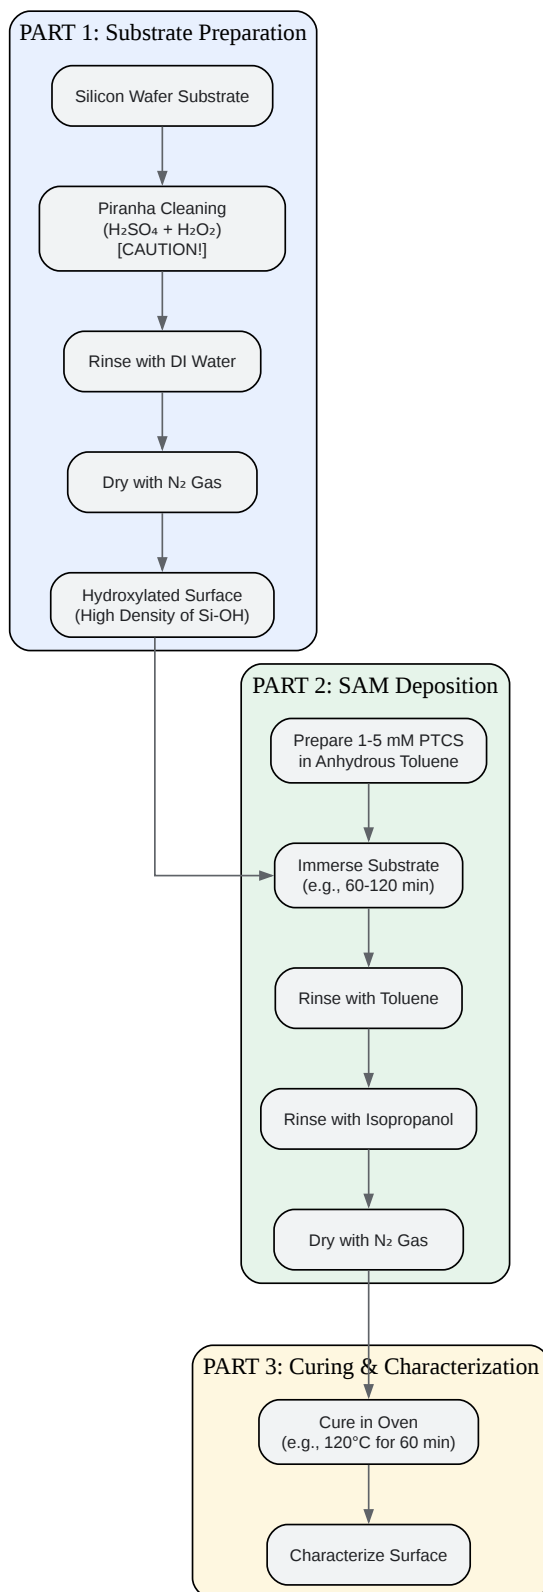 PART 1: Substrate Preparation
Silicon Wafer Substrate
Piranha Cleaning
(H₂SO₄ + H₂O₂)
[CAUTION!]
Rinse with DI Water
Dry with N₂ Gas
Hydroxylated Surface
(High Density of Si-OH)
PART 2: SAM Deposition
Prepare 1-5 mM PTCS
in Anhydrous Toluene
Immerse Substrate
(e.g., 60-120 min)
Rinse with Toluene
Rinse with Isopropanol
Dry with N₂ Gas
PART 3: Curing & Characterization
Cure in Oven
(e.g., 120°C for 60 min)
Characterize Surface